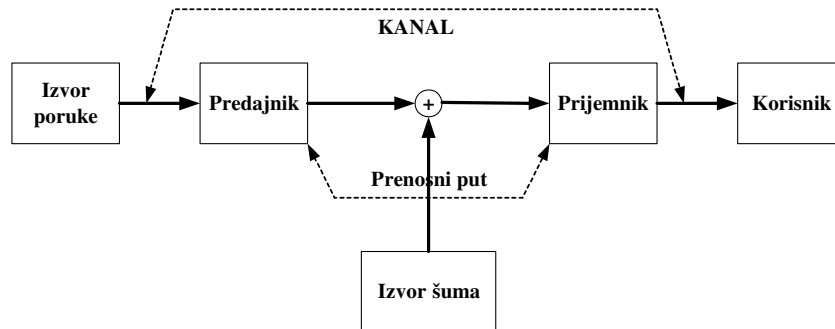 KANAL
Izvor
poruke
Predajnik
+
Prijemnik
Korisnik
Prenosni put
Izvor šuma